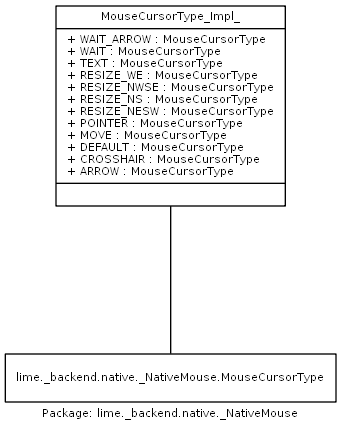 MouseCursorType_Impl_
+ WAIT_ARROW : MouseCursorType
+ WAIT : MouseCursorType
+ TEXT : MouseCursorType
+ RESIZE_WE : MouseCursorType
+ RESIZE_NWSE : MouseCursorType
+ RESIZE_NS : MouseCursorType
+ RESIZE_NESW : MouseCursorType
+ POINTER : MouseCursorType
+ MOVE : MouseCursorType
+ DEFAULT : MouseCursorType
+ CROSSHAIR : MouseCursorType
+ ARROW : MouseCursorType
lime._backend.native._NativeMouse.MouseCursorType
Package: lime._backend.native._NativeMouse